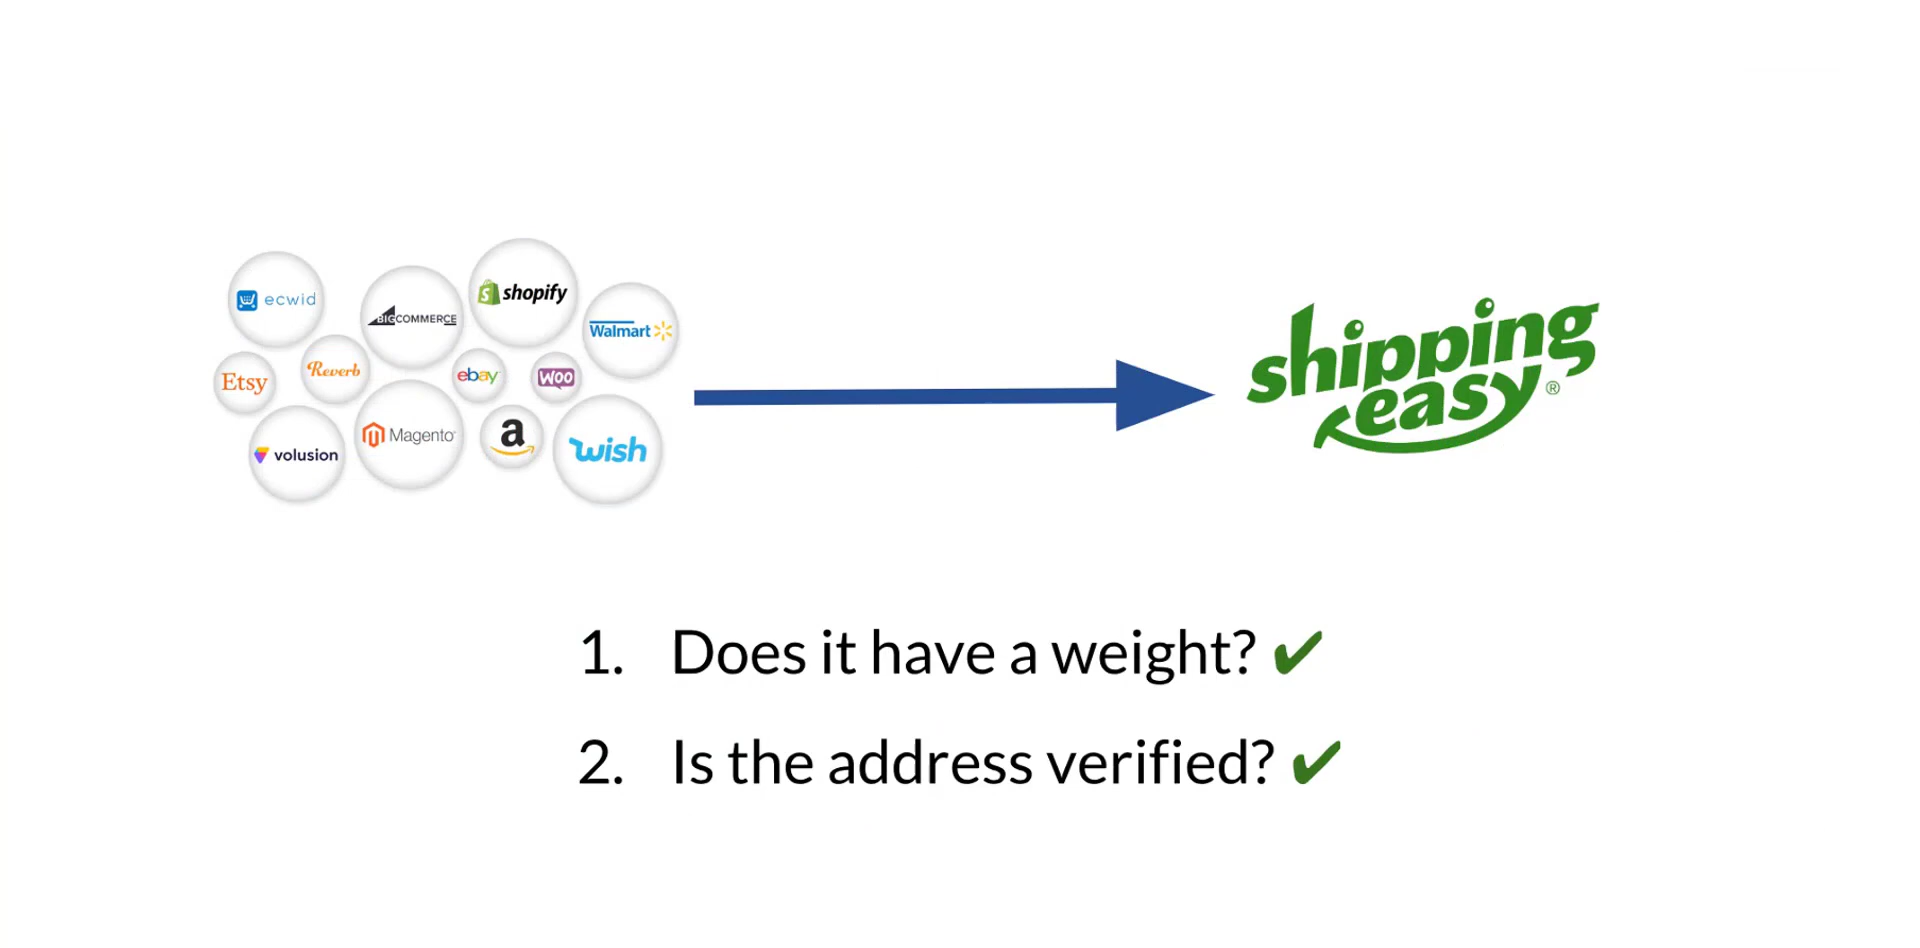 ecwid
BIGCOMMERCE
shopify
Walmart
Etsy
Reverb
ebay
WOO
volusion
Magento
a
wish
shipping
easy®
1. Does it have a weight? ✔
2. Is the address verified? ✔